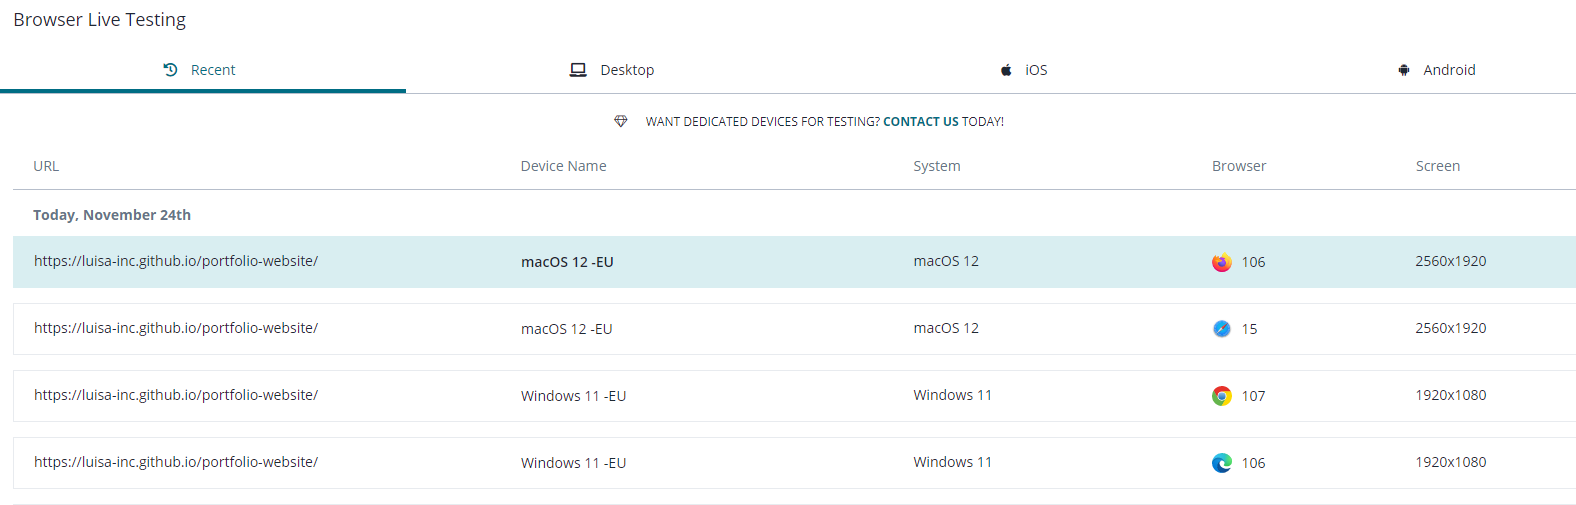 Browser Live Testing
Recent Desktop iOS Android
WANT DEDICATED DEVICES FOR TESTING? CONTACT US TODAY!
URL Device Name System Browser Screen
Today, November 24th
https://luisa-inc.github.io/portfolio-website/ macOS 12 -EU macOS 12 106 2560x1920
https://luisa-inc.github.io/portfolio-website/ macOS 12 -EU macOS 12 15 2560x1920
https://luisa-inc.github.io/portfolio-website/ Windows 11 -EU Windows 11 107 1920x1080
https://luisa-inc.github.io/portfolio-website/ Windows 11 -EU Windows 11 106 1920x1080